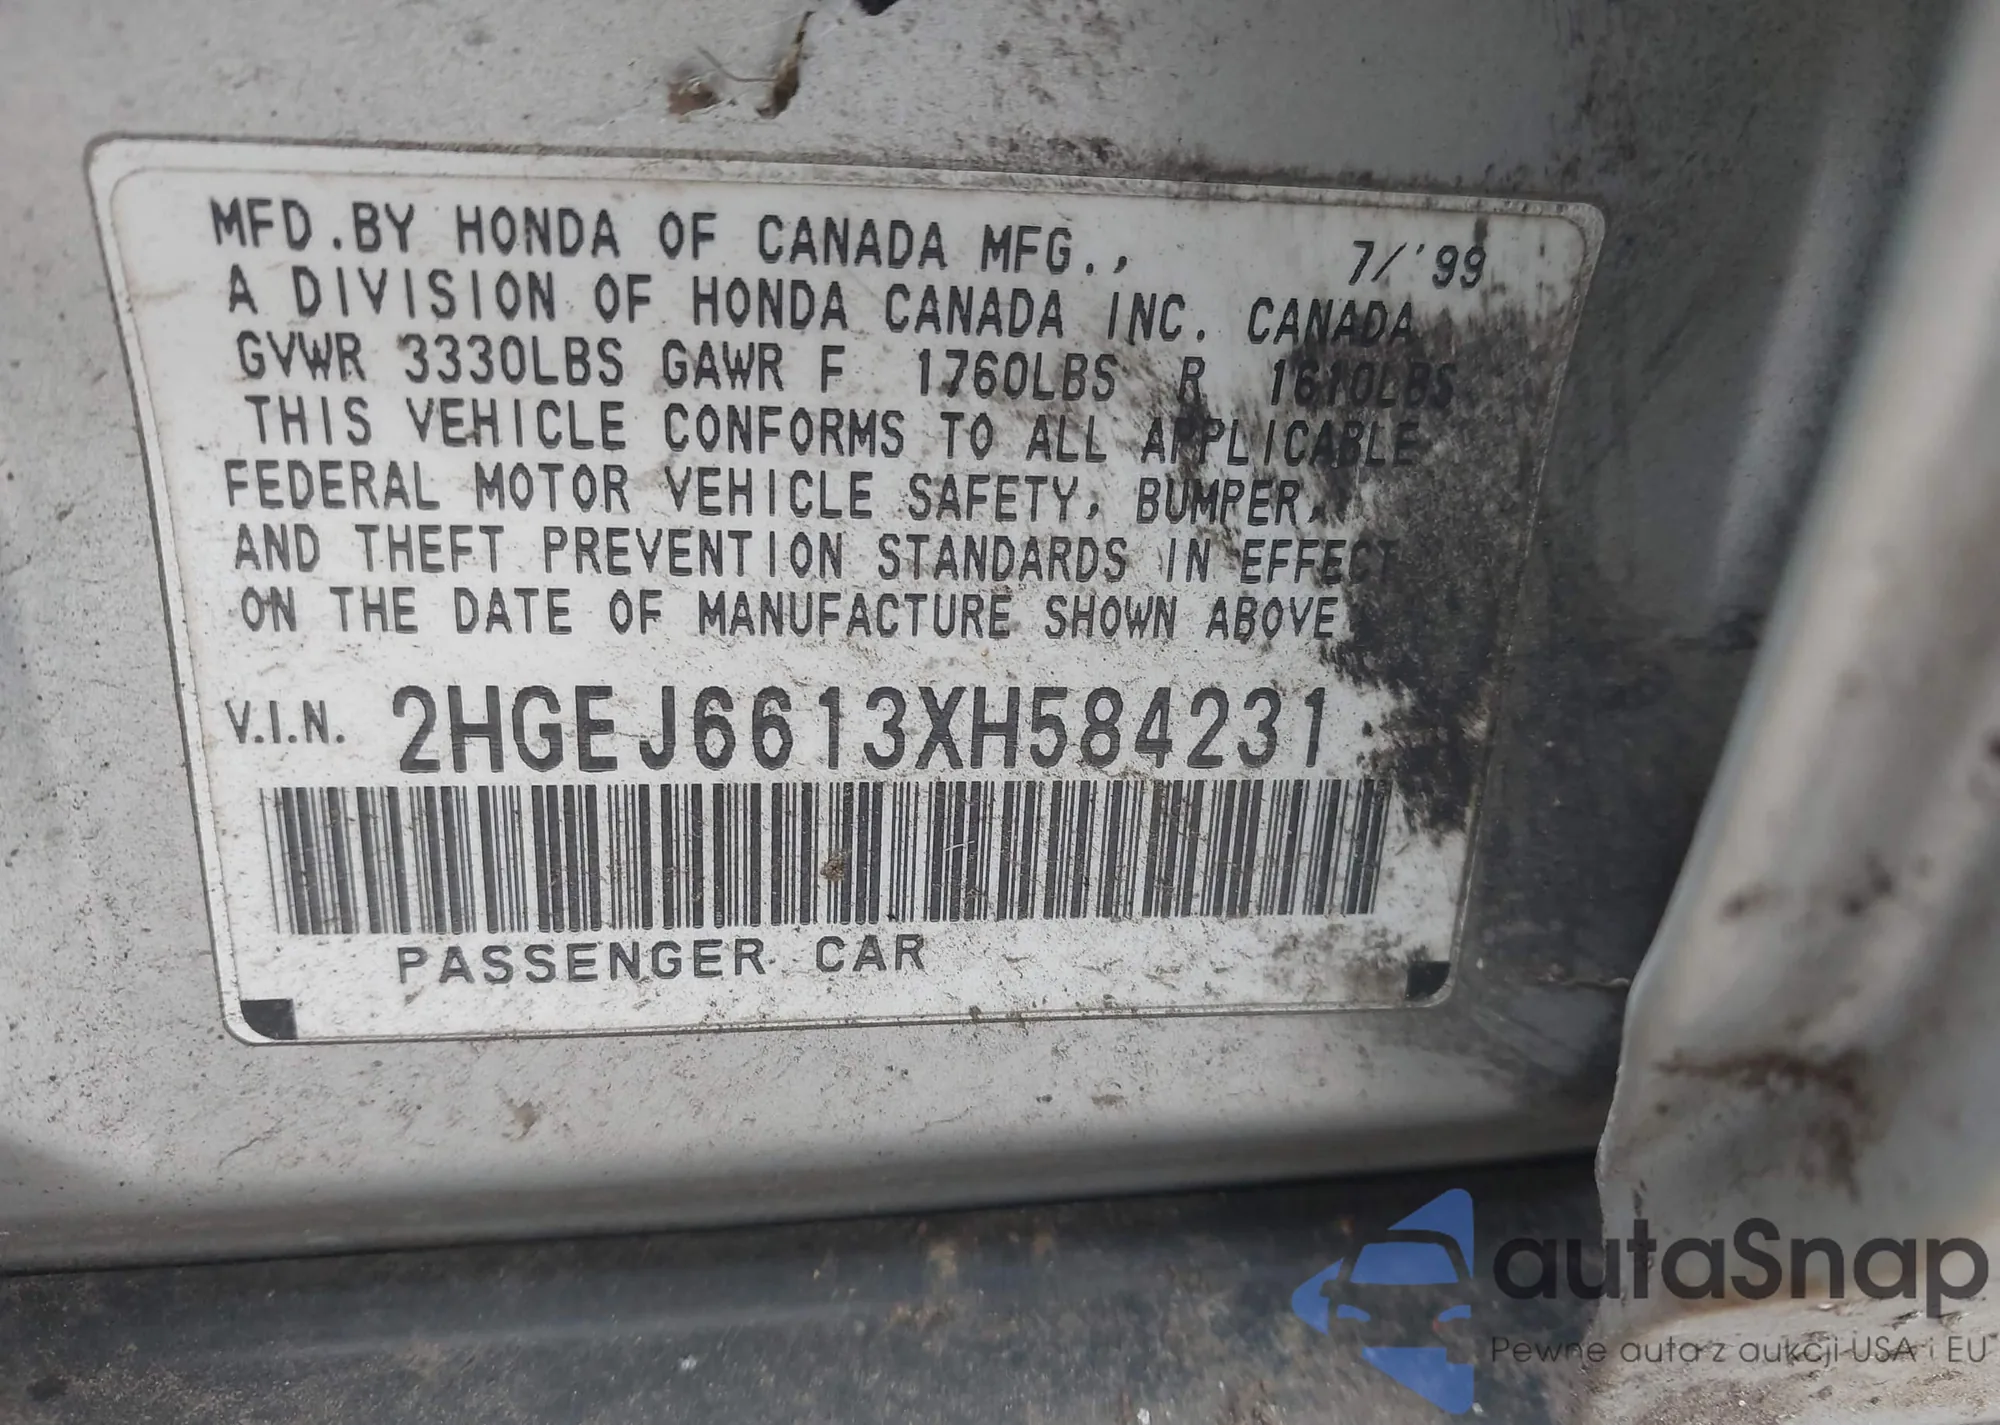 MFD.BY HONDA OF CANADA MFG., 7/'99
A DIVISION OF HONDA CANADA INC. CANADA
GVWR 3330LBS GAWR F 1760LBS R 1610LBS
THIS VEHICLE CONFORMS TO ALL APPLICABLE
FEDERAL MOTOR VEHICLE SAFETY, BUMPER,
AND THEFT PREVENTION STANDARDS IN EFFECT
ON THE DATE OF MANUFACTURE SHOWN ABOVE
V.I.N. 2HGEJ6613XH584231
PASSENGER CAR
autaSnap
Pewne auta z aukcji USA i EU